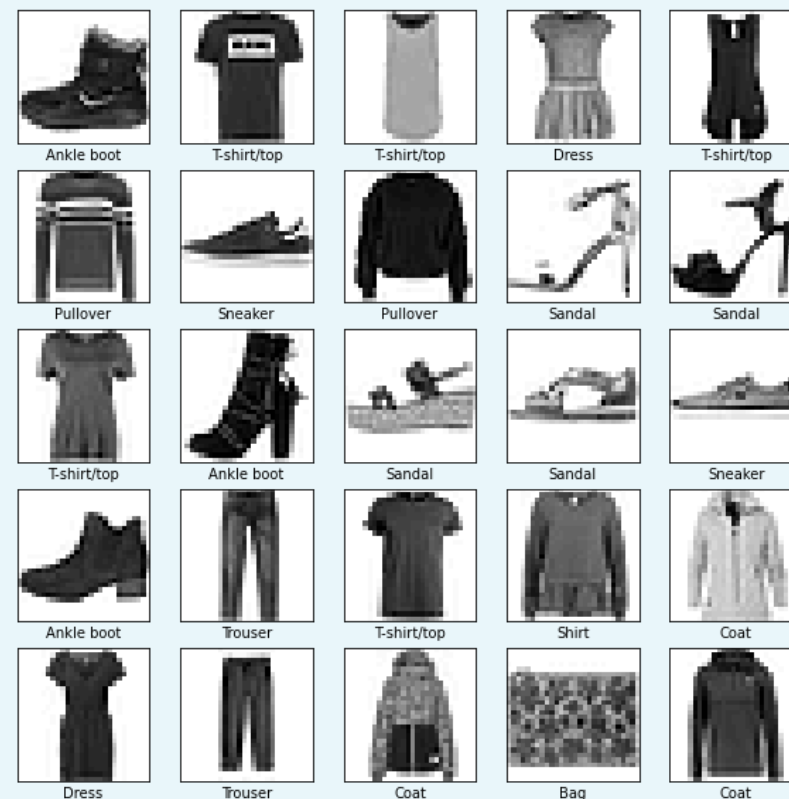 Ankle boot
T-shirt/top
T-shirt/top
Dress
T-shirt/top
Pullover
Sneaker
Pullover
Sandal
Sandal
T-shirt/top
Ankle boot
Sandal
Sandal
Sneaker
Ankle boot
Trouser
T-shirt/top
Shirt
Coat
Dress
Trouser
Coat
Bag
Coat